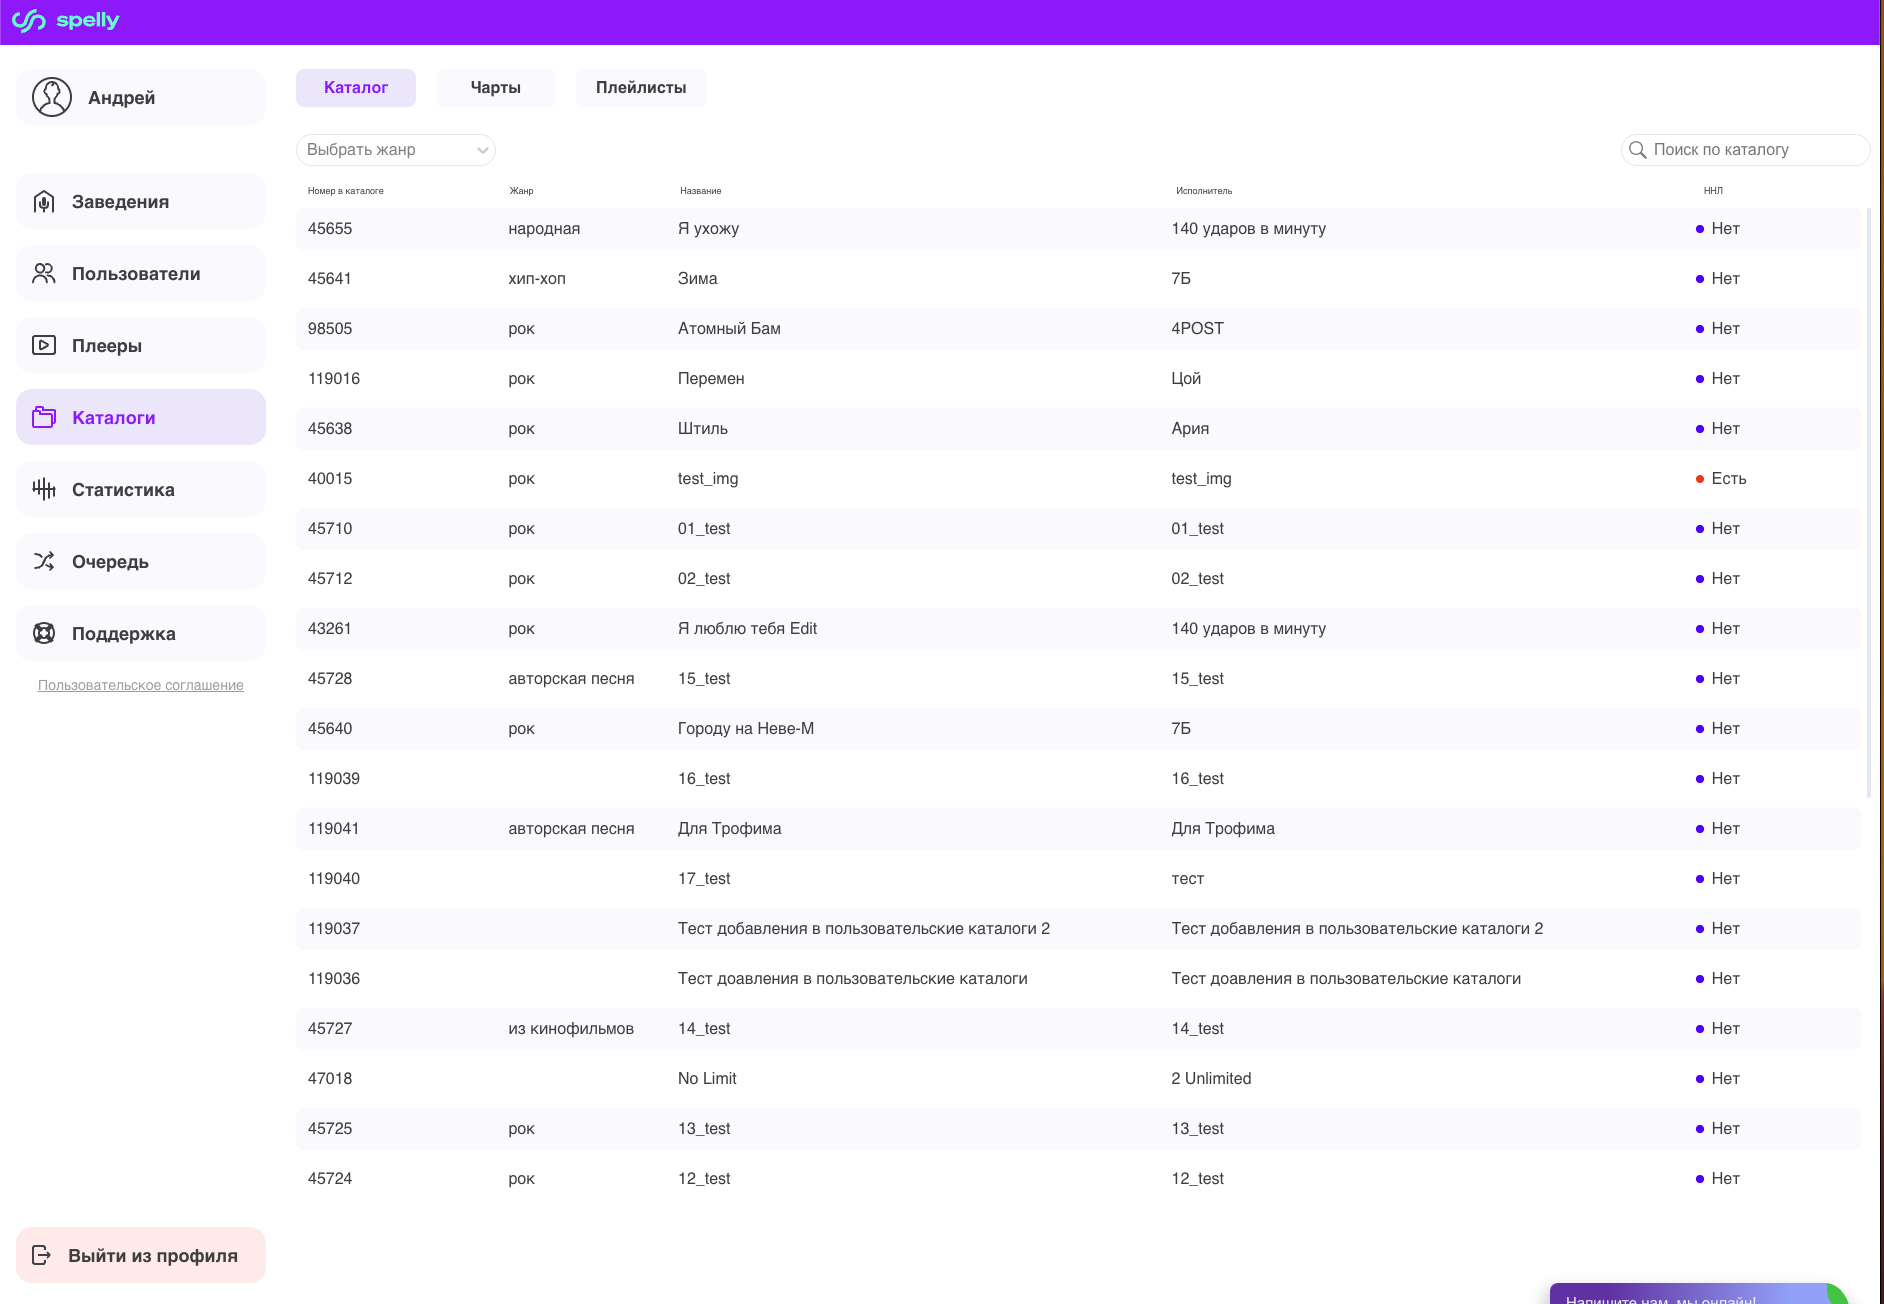 spelly
Андрей
Каталог Чарты Плейлисты
Выбрать жанр Поиск по каталогу
Заведения
Пользователи
Плееры
Каталоги
Статистика
Очередь
Поддержка
Пользовательское соглашение
Номер в каталоге Жанр Название Исполнитель ННЛ
45655 народная Я ухожу 140 ударов в минуту Нет
45641 хип-хоп Зима 7Б Нет
98505 рок Атомный Бам 4POST Нет
119016 рок Перемен Цой Нет
45638 рок Штиль Ария Нет
40015 рок test_img test_img Есть
45710 рок 01_test 01_test Нет
45712 рок 02_test 02_test Нет
43261 рок Я люблю тебя Edit 140 ударов в минуту Нет
45728 авторская песня 15_test 15_test Нет
45640 рок Городу на Неве-М 7Б Нет
119039 16_test 16_test Нет
119041 авторская песня Для Трофима Для Трофима Нет
119040 17_test тест Нет
119037 Тест добавления в пользовательские каталоги 2 Тест добавления в пользовательские каталоги 2 Нет
119036 Тест доавления в пользовательские каталоги Тест доавления в пользовательские каталоги Нет
45727 из кинофильмов 14_test 14_test Нет
47018 No Limit 2 Unlimited Нет
45725 рок 13_test 13_test Нет
45724 рок 12_test 12_test Нет
Выйти из профиля
Напишите нам, мы онлайн!